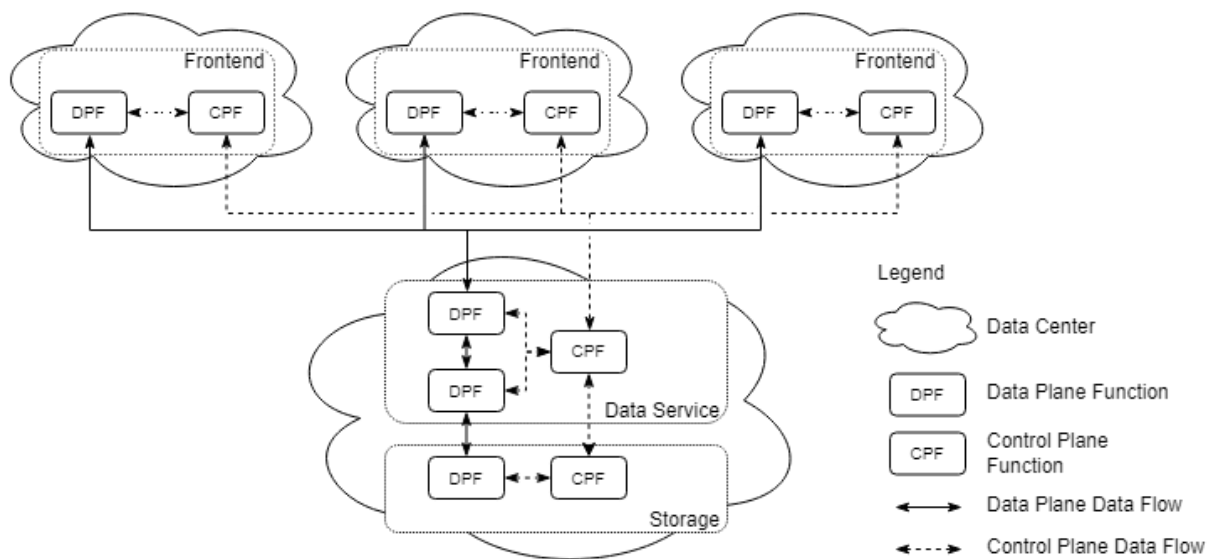 Frontend
DPF
CPF
Frontend
DPF
CPF
Frontend
DPF
CPF
DPF
CPF
DPF
Data Service
DPF
CPF
Storage
Legend
Data Center
DPF
Data Plane Function
CPF
Control Plane
Function
Data Plane Data Flow
Control Plane Data Flow